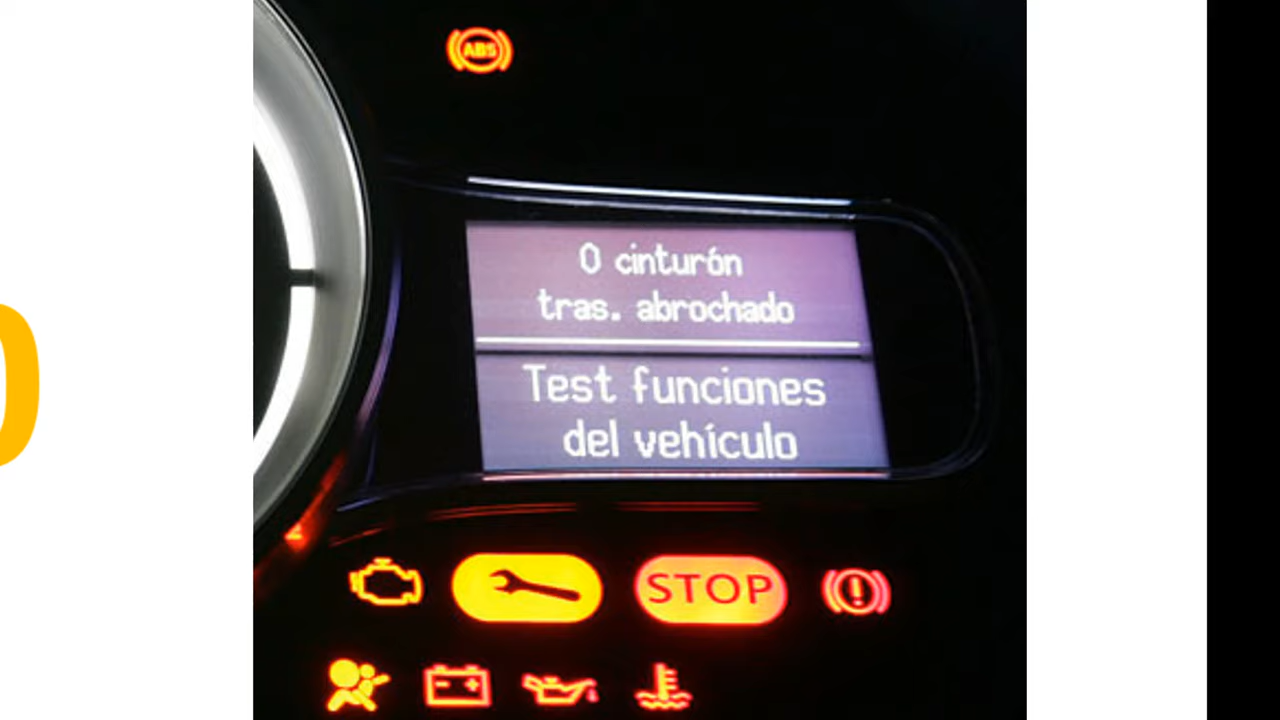 ABS
0 cinturón
tras. abrochado
Test funciones
del vehículo
STOP